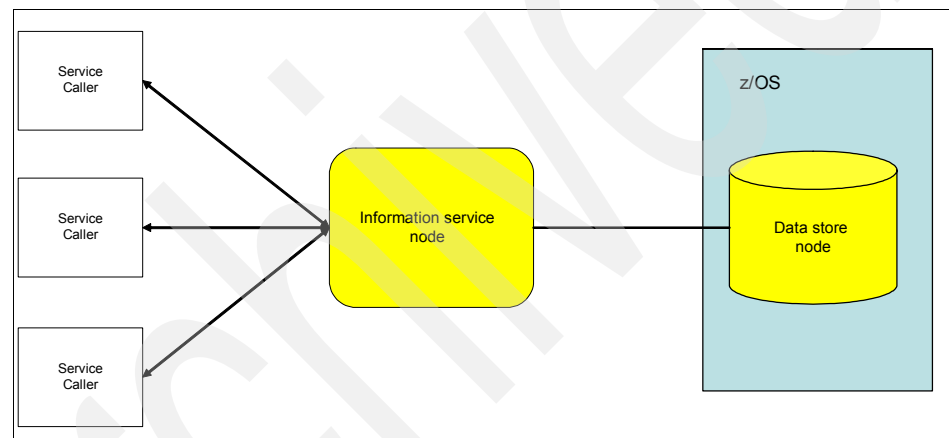 Service
Caller
Service
Caller
Service
Caller
Information service
node
z/OS
Data store
node